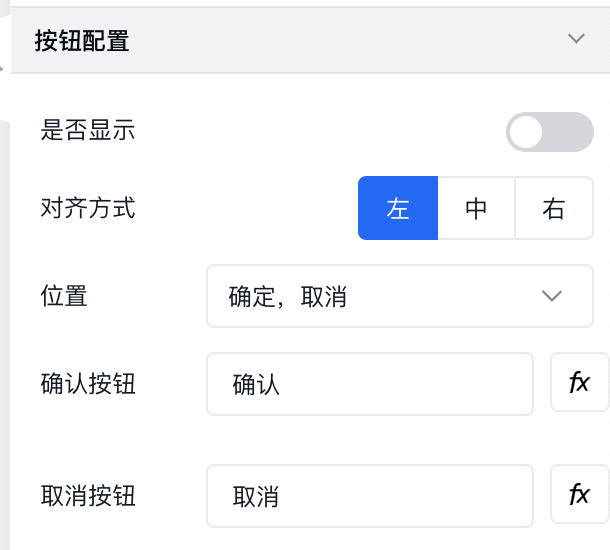 按钮配置
是否显示
对齐方式 左 中 右
位置 确定，取消
确认按钮 确认 fx
取消按钮 取消 fx